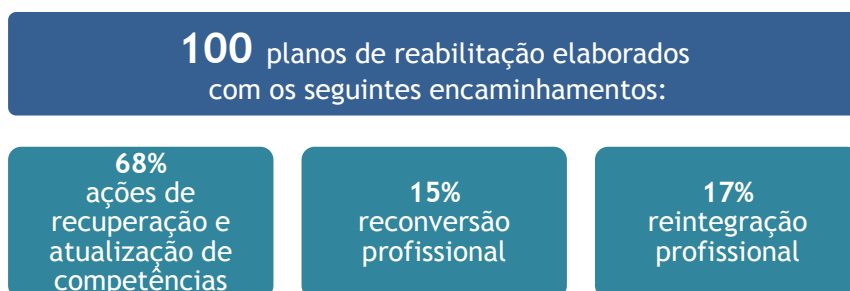 100 planos de reabilitação elaborados
com os seguintes encaminhamentos:
68%
ações de
recuperação e
atualização de
competências
15%
reconversão
profissional
17%
reintegração
profissional